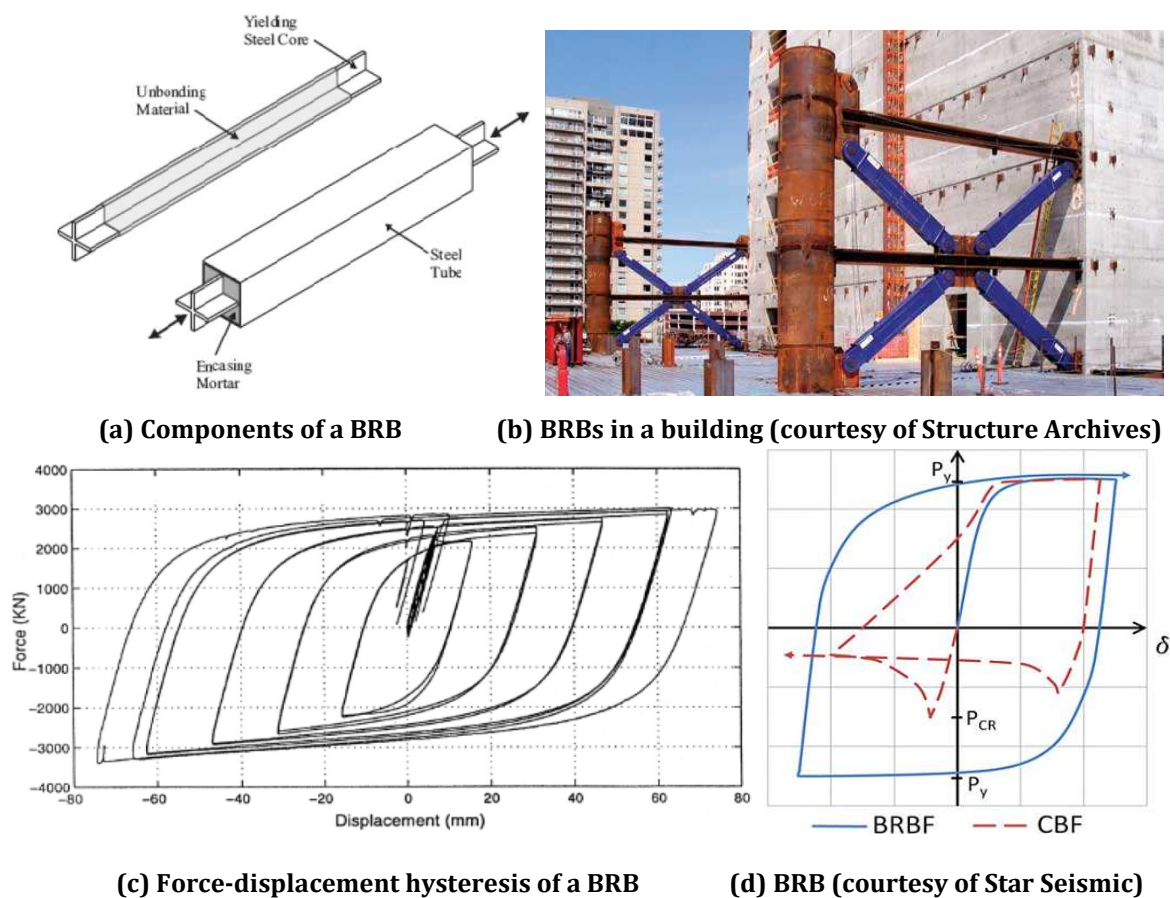 Yielding
Steel Core
Unbonding
Material
Steel
Tube
Encasing
Mortar
(a) Components of a BRB
(b) BRBs in a building (courtesy of Structure Archives)
4000
3000
2000
1000
0
−1000
−2000
−3000
−4000
Force (KN)
−80
−60
−40
−20
0
20
40
60
80
Displacement (mm)
P_y
δ
P_CR
P_y
BRBF
CBF
(c) Force-displacement hysteresis of a BRB
(d) BRB (courtesy of Star Seismic)